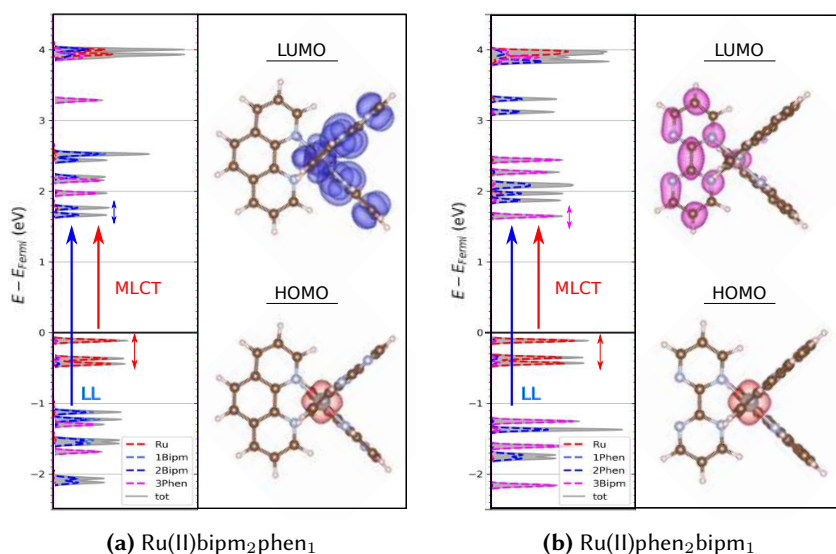 4
3
2
1
0
−1
−2
E − E_Fermi (eV)
MLCT
LL
Ru
1Bipm
2Bipm
3Phen
tot
LUMO
HOMO
(a) Ru(II)bipm₂phen₁
4
3
2
1
0
−1
−2
E − E_Fermi (eV)
MLCT
LL
Ru
1Phen
2Phen
3Bipm
tot
LUMO
HOMO
(b) Ru(II)phen₂bipm₁